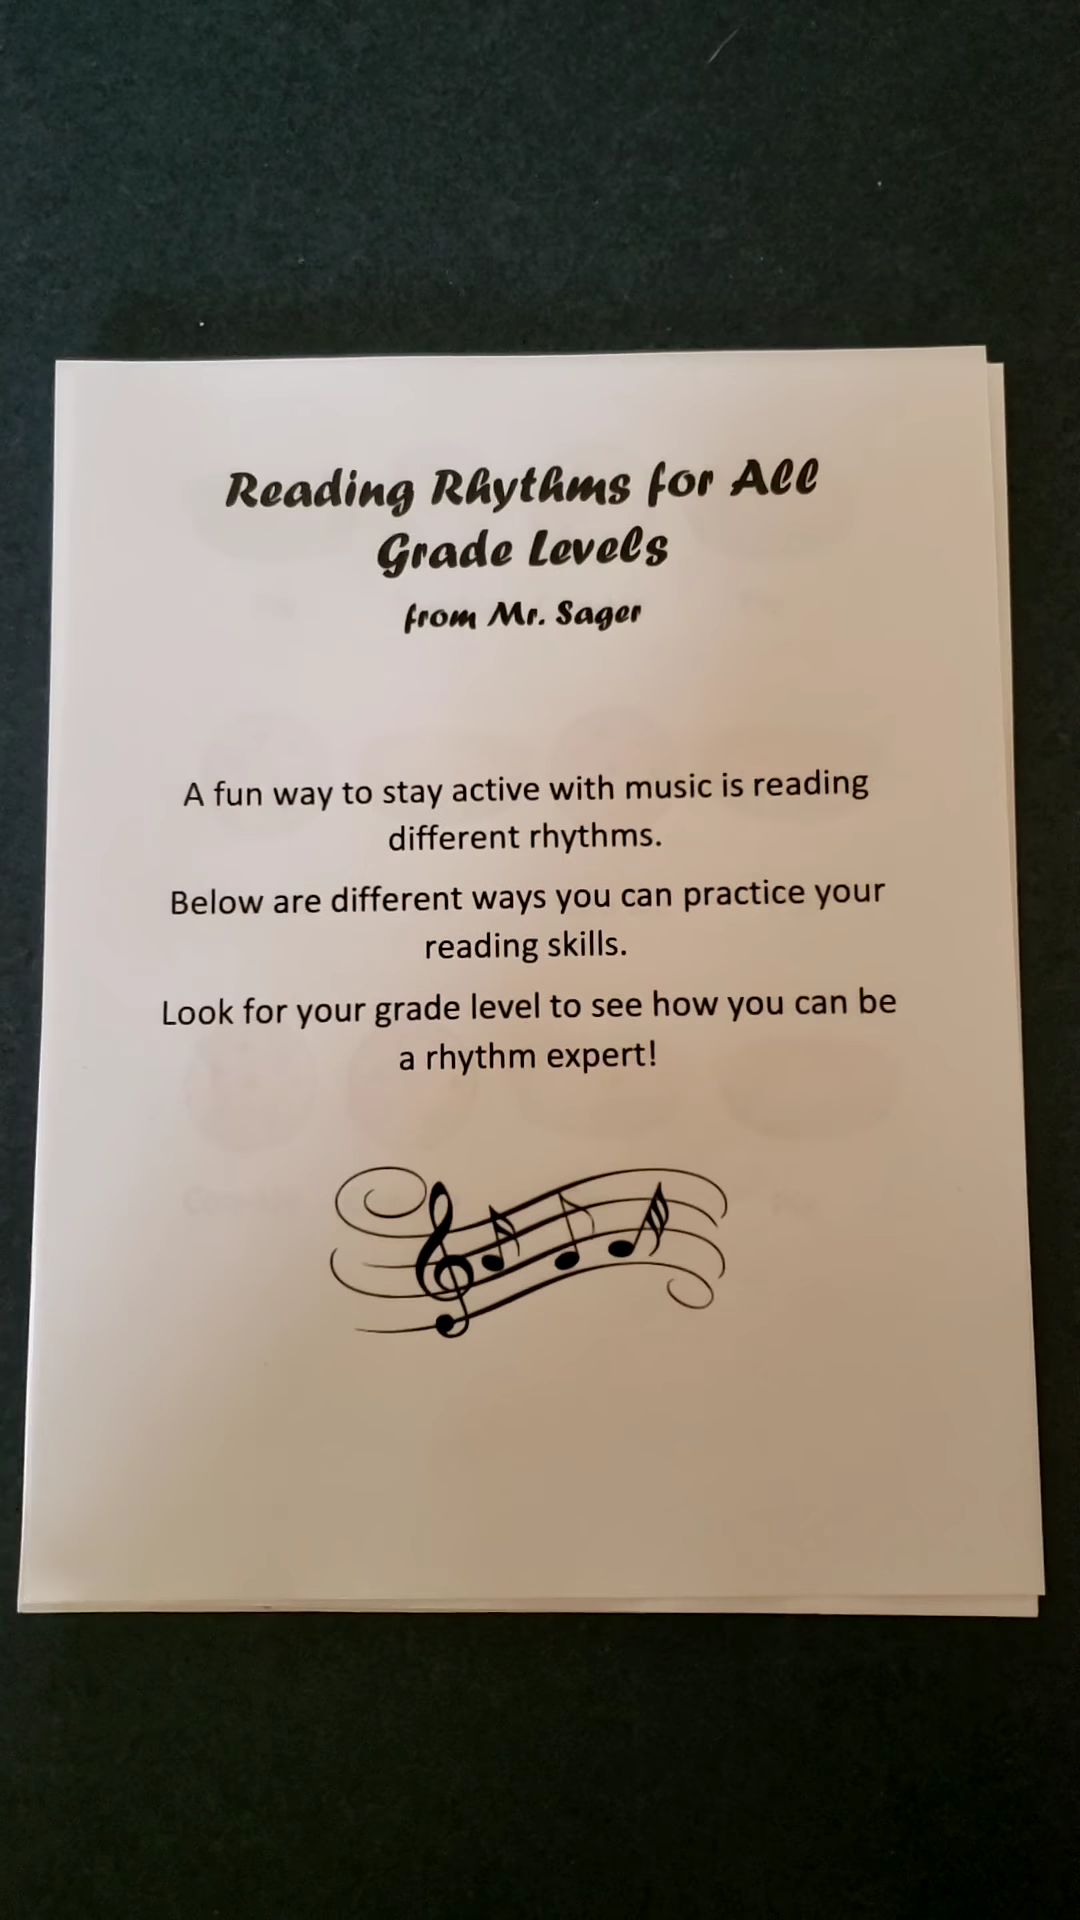 Reading Rhythms for All
Grade Levels
from Mr. Sager
A fun way to stay active with music is reading
different rhythms.
Below are different ways you can practice your
reading skills.
Look for your grade level to see how you can be
a rhythm expert!